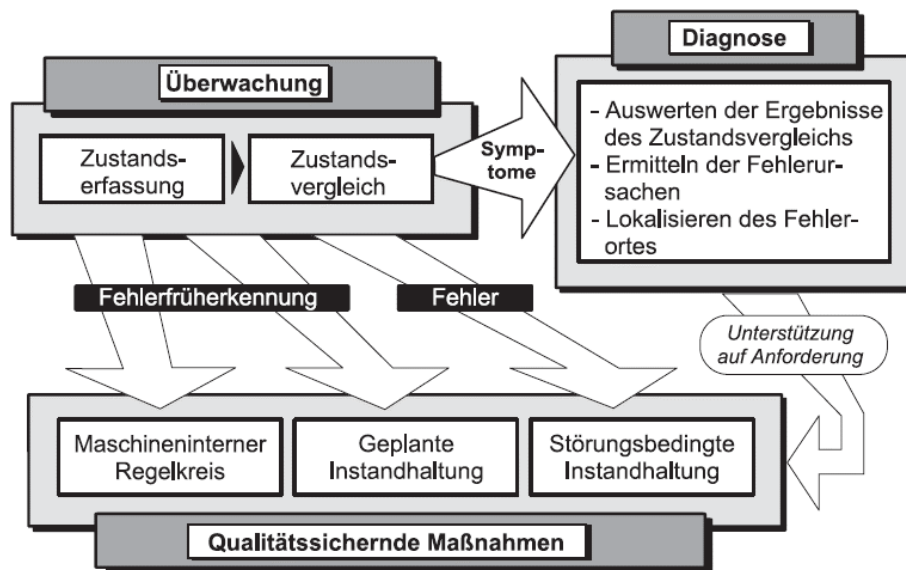 Überwachung
Zustands-
erfassung
Zustands-
vergleich
Symp-
tome
Diagnose
- Auswerten der Ergebnisse
des Zustandsvergleichs
- Ermitteln der Fehlerur-
sachen
- Lokalisieren des Fehler-
ortes
Fehlerfrüherkennung
Fehler
Unterstützung
auf Anforderung
Maschineninterner
Regelkreis
Geplante
Instandhaltung
Störungsbedingte
Instandhaltung
Qualitätssichernde Maßnahmen